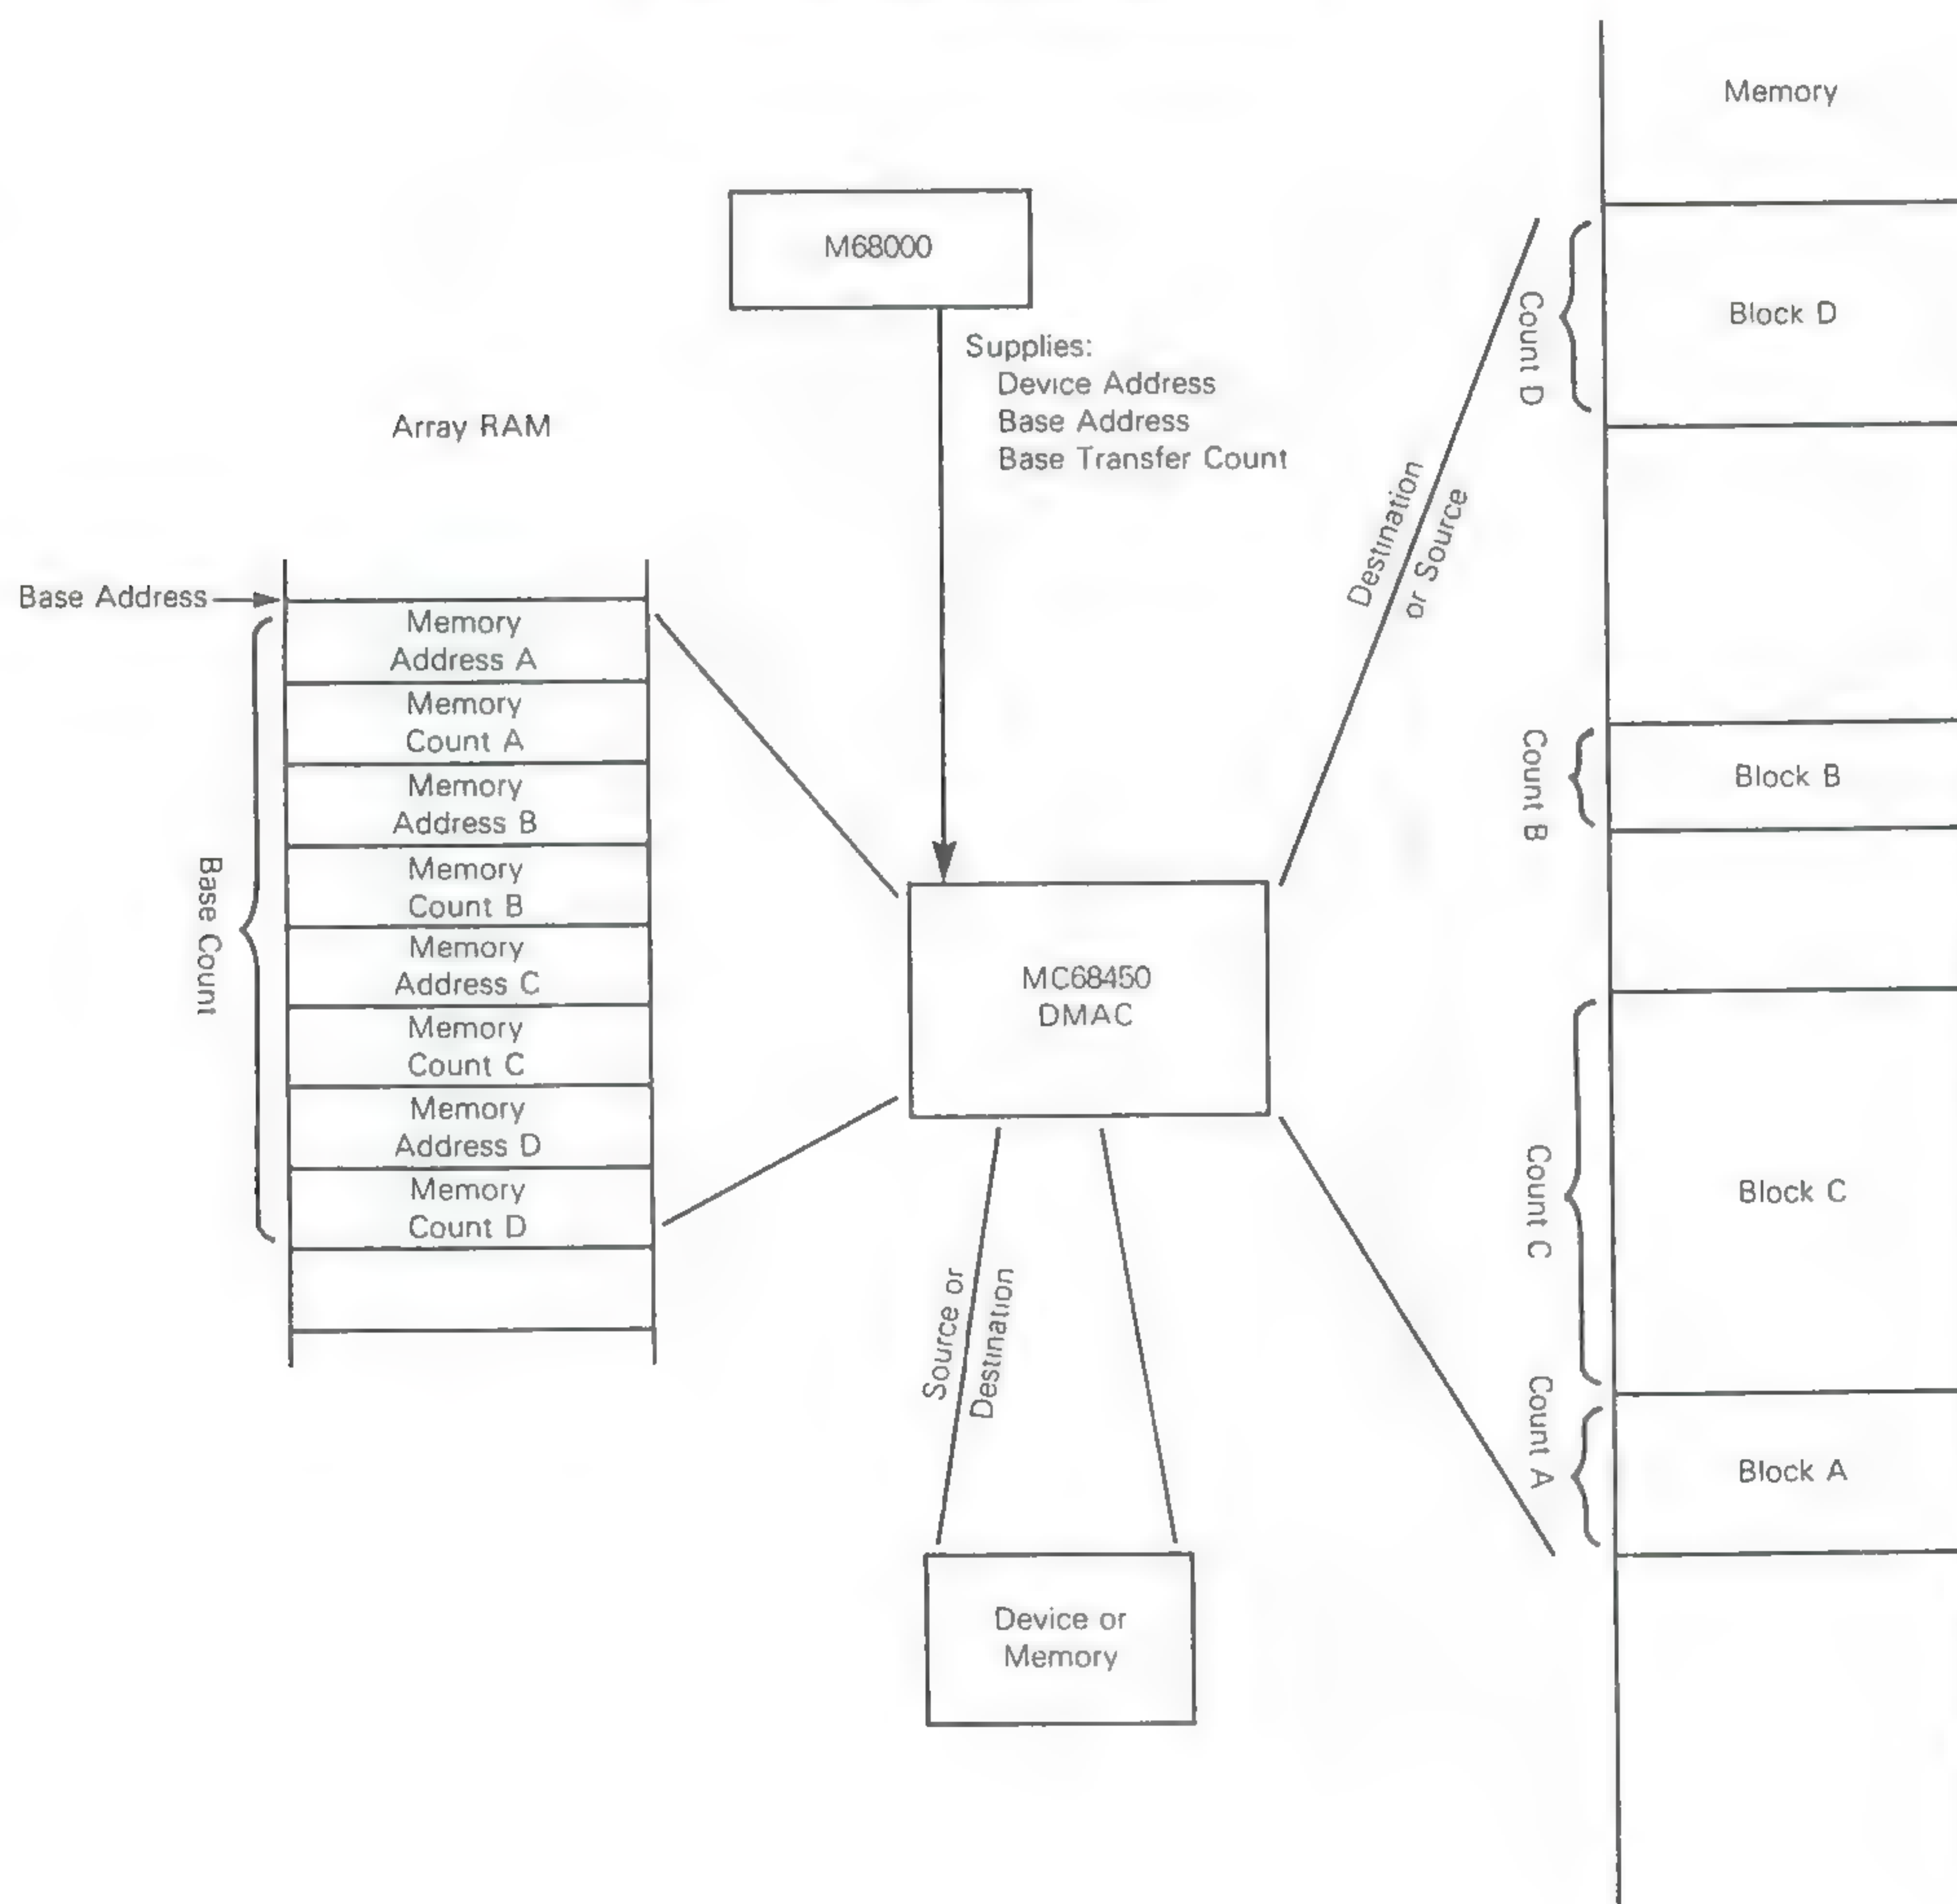 Memory
M68000
Supplies:
Device Address
Base Address
Base Transfer Count
Array RAM
Base Address
Memory
Address A
Memory
Count A
Memory
Address B
Memory
Count B
Memory
Address C
Memory
Count C
Memory
Address D
Memory
Count D
Base Count
MC68450
DMAC
Source or
Destination
Device or
Memory
Destination
or Source
Count D
Block D
Count B
Block B
Count C
Block C
Count A
Block A